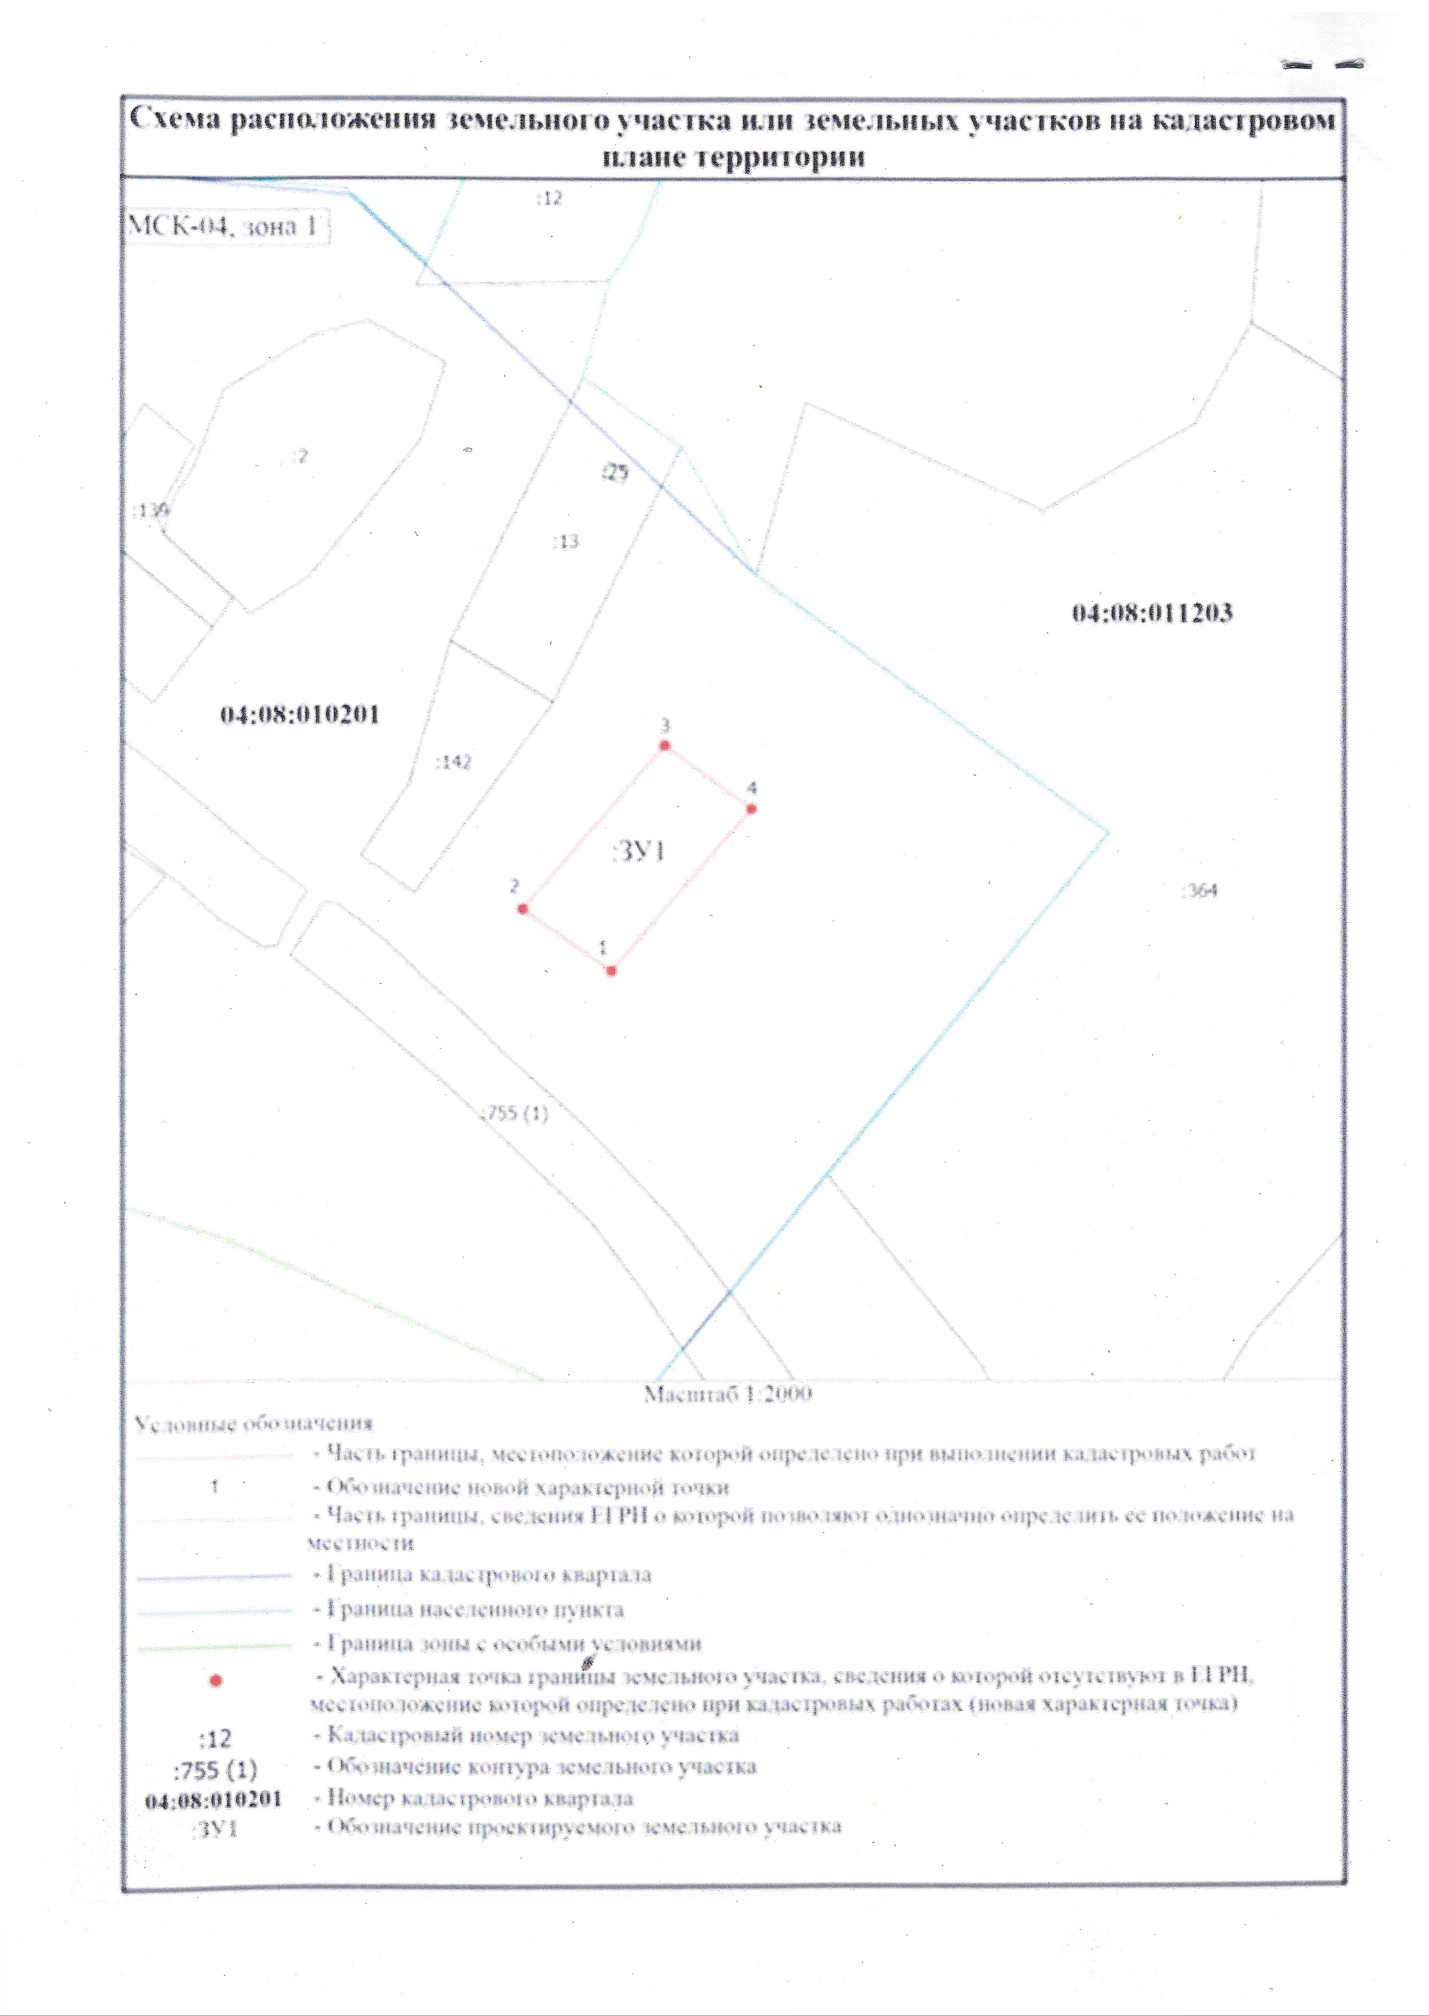 Схема расположения земельного участка или земельных участков на кадастровом
плане территории
:12
МСК-04, зона 1
:2
:25
:139
:13
04:08:011203
04:08:010201
3
:142
4
:ЗУ1
2
:364
1
:755 (1)
Масштаб 1:2000
Условные обозначения
- Часть границы, местоположение которой определено при выполнении кадастровых работ
1 - Обозначение новой характерной точки
- Часть границы, сведения ЕГРН о которой позволяют однозначно определить ее положение на
местности
- Граница кадастрового квартала
- Граница населенного пункта
- Граница зоны с особыми условиями
- Характерная точка границы земельного участка, сведения о которой отсутствуют в ЕГРН,
местоположение которой определено при кадастровых работах (новая характерная точка)
:12 - Кадастровый номер земельного участка
:755 (1) - Обозначение контура земельного участка
04:08:010201 - Номер кадастрового квартала
:ЗУ1 - Обозначение проектируемого земельного участка